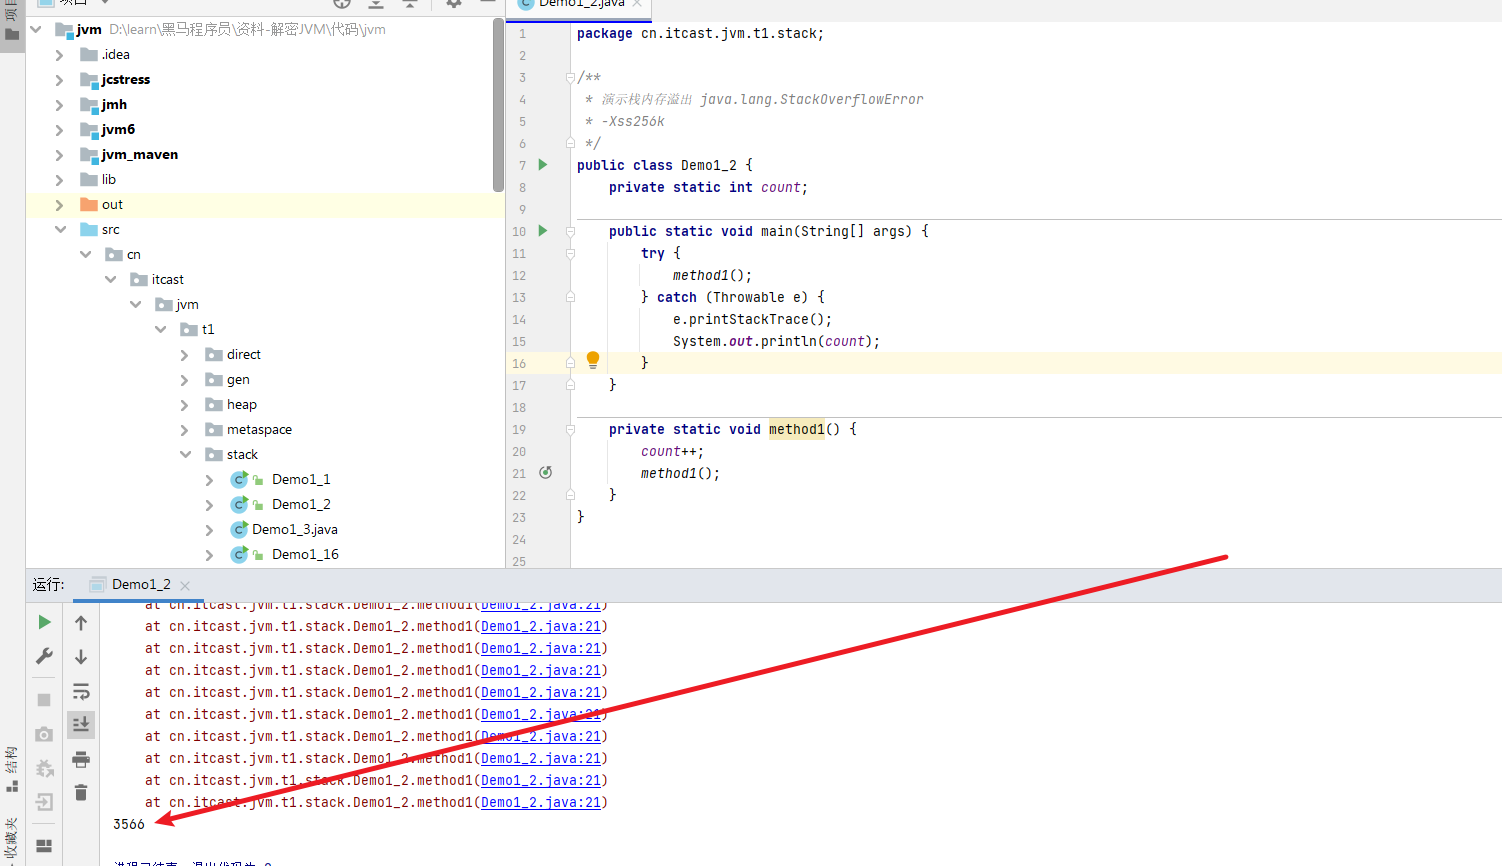 项目
项目
Demo1_2.java
jvm D:\learn\黑马程序员\资料-解密JVM\代码\jvm
.idea
jcstress
jmh
jvm6
jvm_maven
lib
out
src
cn
itcast
jvm
t1
direct
gen
heap
metaspace
stack
Demo1_1
Demo1_2
Demo1_3.java
Demo1_16
1 package cn.itcast.jvm.t1.stack;
2
3 /**
4 * 演示栈内存溢出 java.lang.StackOverflowError
5 * -Xss256k
6 */
7 public class Demo1_2 {
8 private static int count;
9
10 public static void main(String[] args) {
11 try {
12 method1();
13 } catch (Throwable e) {
14 e.printStackTrace();
15 System.out.println(count);
16 }
17 }
18
19 private static void method1() {
20 count++;
21 method1();
22 }
23 }
24
25
运行: Demo1_2
at cn.itcast.jvm.t1.stack.Demo1_2.method1(Demo1_2.java:21)
at cn.itcast.jvm.t1.stack.Demo1_2.method1(Demo1_2.java:21)
at cn.itcast.jvm.t1.stack.Demo1_2.method1(Demo1_2.java:21)
at cn.itcast.jvm.t1.stack.Demo1_2.method1(Demo1_2.java:21)
at cn.itcast.jvm.t1.stack.Demo1_2.method1(Demo1_2.java:21)
at cn.itcast.jvm.t1.stack.Demo1_2.method1(Demo1_2.java:21)
at cn.itcast.jvm.t1.stack.Demo1_2.method1(Demo1_2.java:21)
at cn.itcast.jvm.t1.stack.Demo1_2.method1(Demo1_2.java:21)
at cn.itcast.jvm.t1.stack.Demo1_2.method1(Demo1_2.java:21)
at cn.itcast.jvm.t1.stack.Demo1_2.method1(Demo1_2.java:21)
3566
进程已结束，退出代码为 0
结构
收藏夹